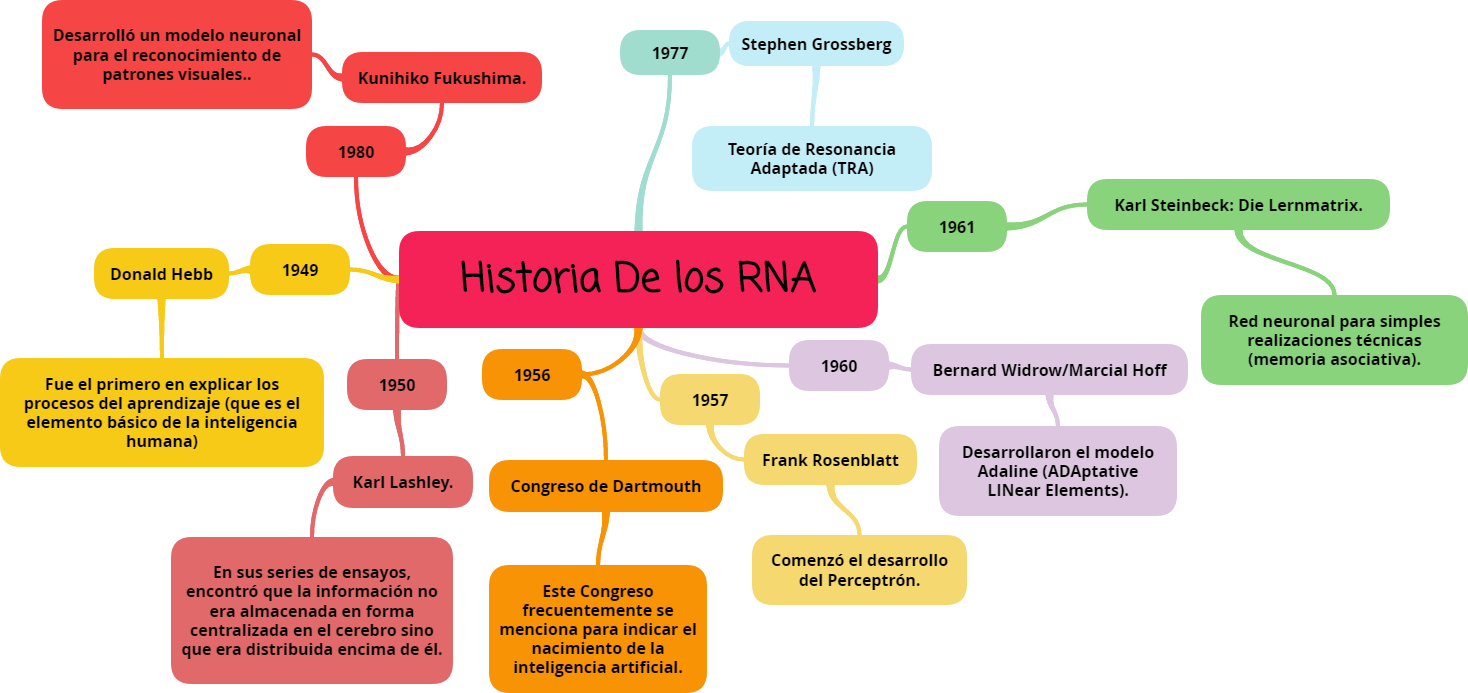 Historia De los RNA
1980
Kunihiko Fukushima.
Desarrolló un modelo neuronal
para el reconocimiento de
patrones visuales..
1977
Stephen Grossberg
Teoría de Resonancia
Adaptada (TRA)
1961
Karl Steinbeck: Die Lernmatrix.
Red neuronal para simples
realizaciones técnicas
(memoria asociativa).
1949
Donald Hebb
Fue el primero en explicar los
procesos del aprendizaje (que es el
elemento básico de la inteligencia
humana)
1950
Karl Lashley.
En sus series de ensayos,
encontró que la información no
era almacenada en forma
centralizada en el cerebro sino
que era distribuida encima de él.
1956
Congreso de Dartmouth
Este Congreso
frecuentemente se
menciona para indicar el
nacimiento de la
inteligencia artificial.
1957
Frank Rosenblatt
Comenzó el desarrollo
del Perceptrón.
1960
Bernard Widrow/Marcial Hoff
Desarrollaron el modelo
Adaline (ADAptative
LINear Elements).